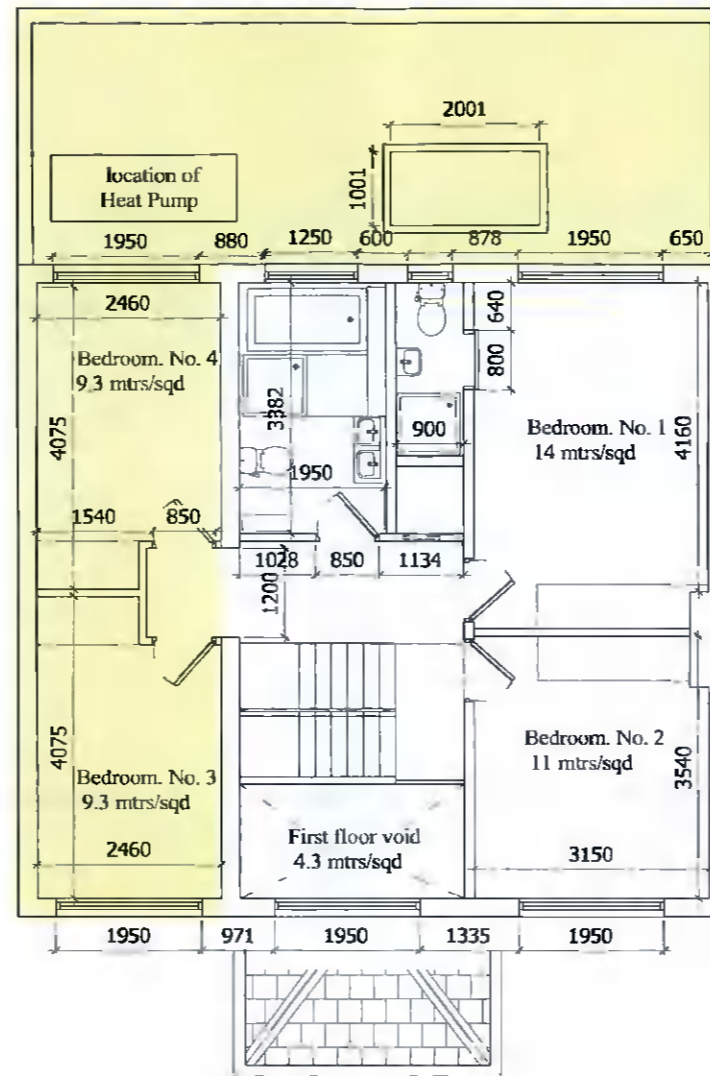 2001
location of
Heat Pump
1001
1950 880 1250 600 878 1950 650
2460
640
Bedroom. No. 4
9.3 mtrs/sqd
800
3382
4075
900
Bedroom. No. 1
14 mtrs/sqd
4160
1950
1540 850
1028 850 1134
1200
4075
Bedroom. No. 2
11 mtrs/sqd
3540
Bedroom. No. 3
9.3 mtrs/sqd
First floor void
4.3 mtrs/sqd
2460
3150
1950 971 1950 1335 1950